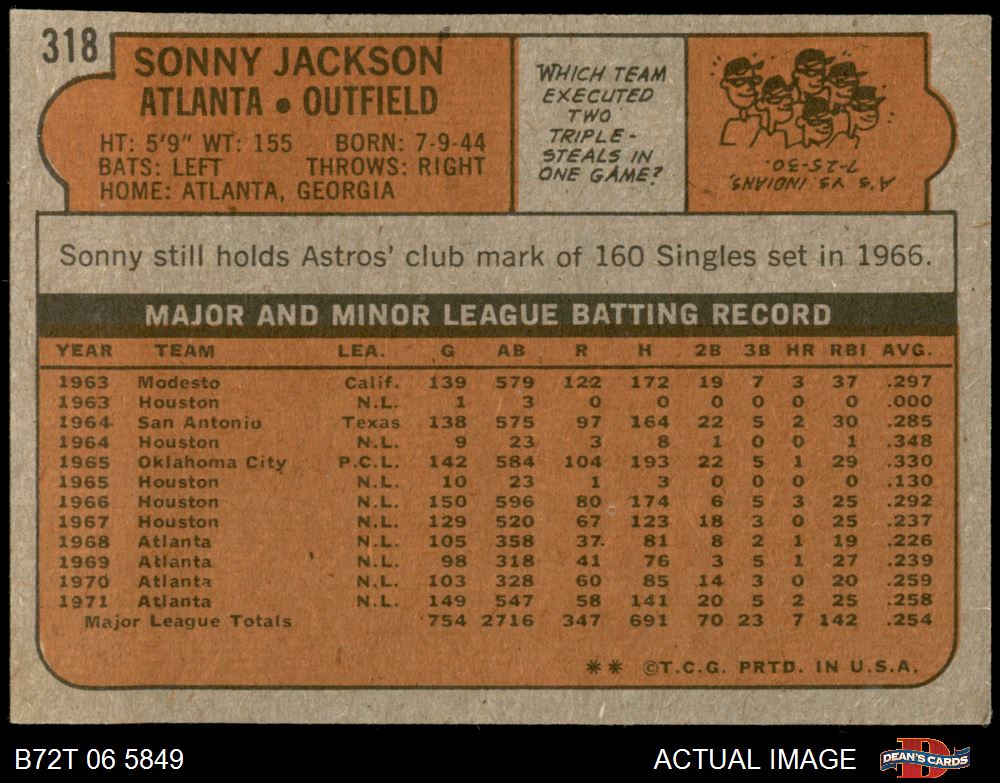 318
SONNY JACKSON
ATLANTA • OUTFIELD
HT: 5'9" WT: 155 BORN: 7-9-44
BATS: LEFT THROWS: RIGHT
HOME: ATLANTA, GEORGIA
WHICH TEAM
EXECUTED
TWO
TRIPLE-
STEALS IN
ONE GAME?
A's VS. INDIANS,
7-25-30.
Sonny still holds Astros' club mark of 160 Singles set in 1966.
MAJOR AND MINOR LEAGUE BATTING RECORD
YEAR TEAM LEA. G AB R H 2B 3B HR RBI AVG.
1963 Modesto Calif. 139 579 122 172 19 7 3 37 .297
1963 Houston N.L. 1 3 0 0 0 0 0 0 .000
1964 San Antonio Texas 138 575 97 164 22 5 2 30 .285
1964 Houston N.L. 9 23 3 8 1 0 0 1 .348
1965 Oklahoma City P.C.L. 142 584 104 193 22 5 1 29 .330
1965 Houston N.L. 10 23 1 3 0 0 0 0 .130
1966 Houston N.L. 150 596 80 174 6 5 3 25 .292
1967 Houston N.L. 129 520 67 123 18 3 0 25 .237
1968 Atlanta N.L. 105 358 37 81 8 2 1 19 .226
1969 Atlanta N.L. 98 318 41 76 3 5 1 27 .239
1970 Atlanta N.L. 103 328 60 85 14 3 0 20 .259
1971 Atlanta N.L. 149 547 58 141 20 5 2 25 .258
Major League Totals 754 2716 347 691 70 23 7 142 .254
** ©T.C.G. PRTD. IN U.S.A.
B72T 06 5849 ACTUAL IMAGE DEAN'S CARDS